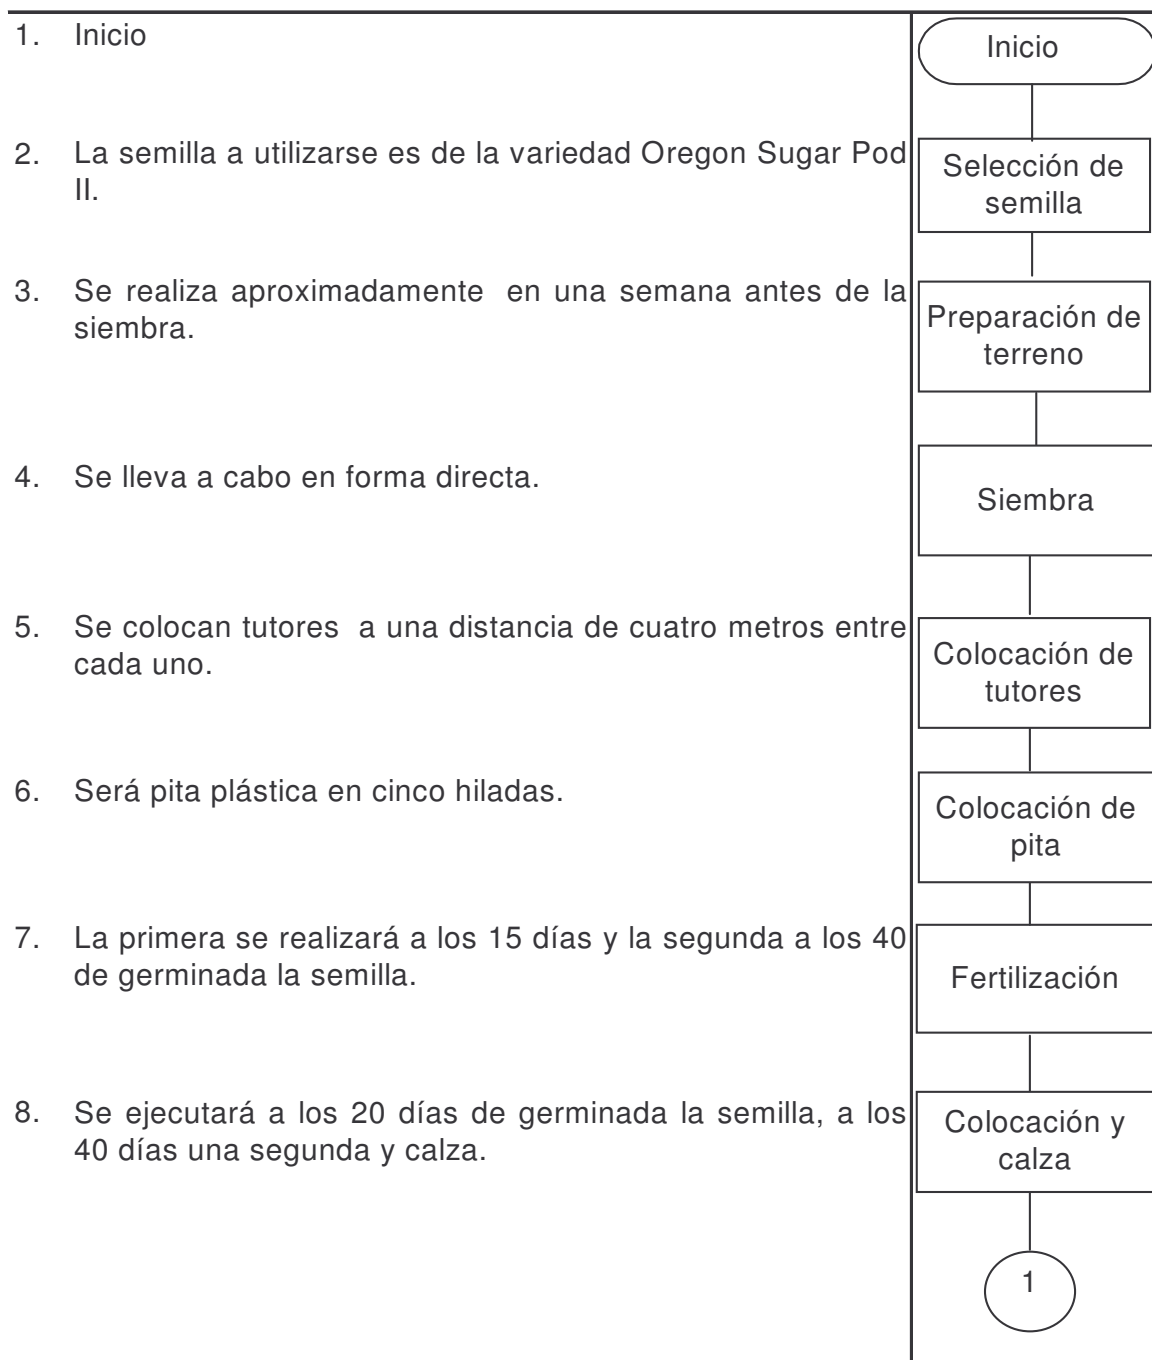 1. Inicio
Inicio
2. La semilla a utilizarse es de la variedad Oregon Sugar Pod
II.
Selección de
semilla
3. Se realiza aproximadamente en una semana antes de la
siembra.
Preparación de
terreno
4. Se lleva a cabo en forma directa.
Siembra
5. Se colocan tutores a una distancia de cuatro metros entre
cada uno.
Colocación de
tutores
6. Será pita plástica en cinco hiladas.
Colocación de
pita
7. La primera se realizará a los 15 días y la segunda a los 40
de germinada la semilla.
Fertilización
8. Se ejecutará a los 20 días de germinada la semilla, a los
40 días una segunda y calza.
Colocación y
calza
1